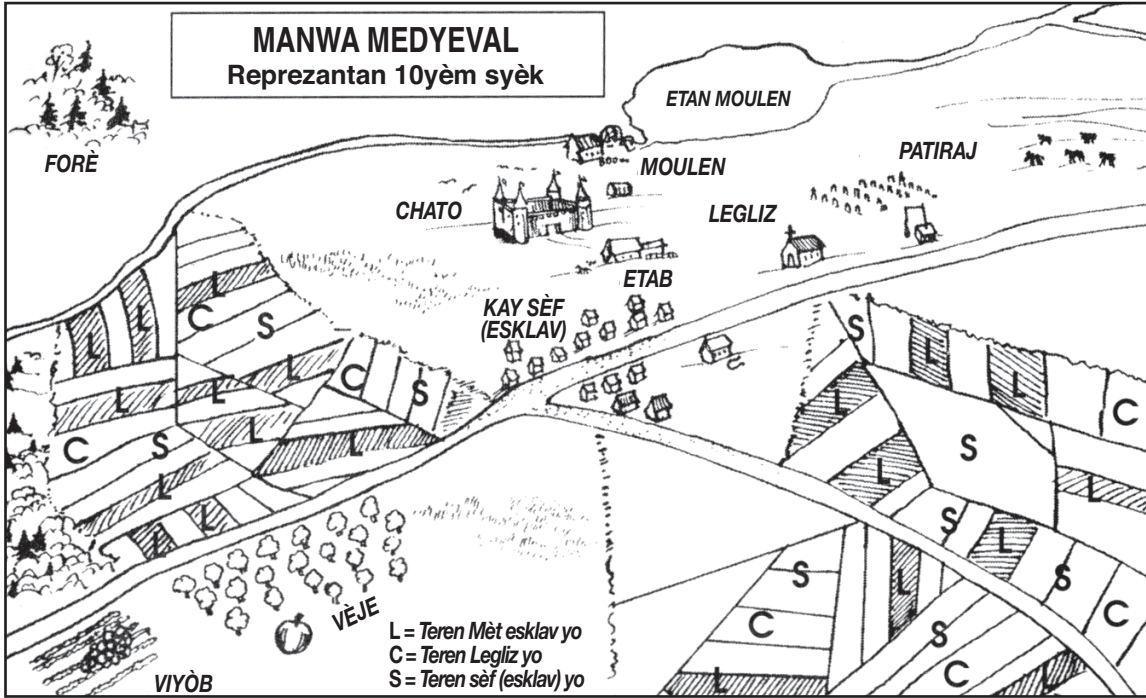 MANWA MEDYEVAL
Reprezantan 10yèm syèk
FORÈ
ETAN MOULEN
MOULEN
PATIRAJ
CHATO
LEGLIZ
ETAB
KAY SÈF
(ESKLAV)
L
L
L
C
S
L
L
L
L
C
S
C
S
L
L
L
L
L
S
L
L
C
L
S
L
L
S
L
S
C
S
L
C
L
S
C
VÈJE
VIYÒB
L = Teren Mèt esklav yo
C = Teren Legliz yo
S = Teren sèf (esklav) yo